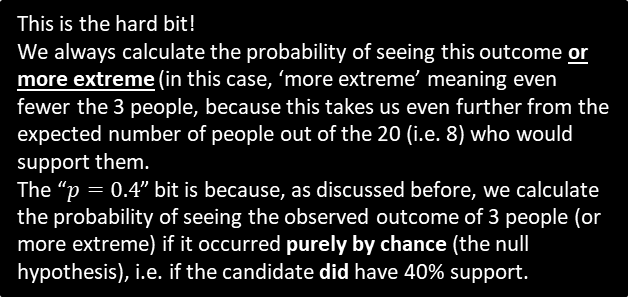 This is the hard bit!
We always calculate the probability of seeing this outcome or
more extreme (in this case, ‘more extreme’ meaning even
fewer the 3 people, because this takes us even further from the
expected number of people out of the 20 (i.e. 8) who would
support them.
The “p = 0.4” bit is because, as discussed before, we calculate
the probability of seeing the observed outcome of 3 people (or
more extreme) if it occurred purely by chance (the null
hypothesis), i.e. if the candidate did have 40% support.